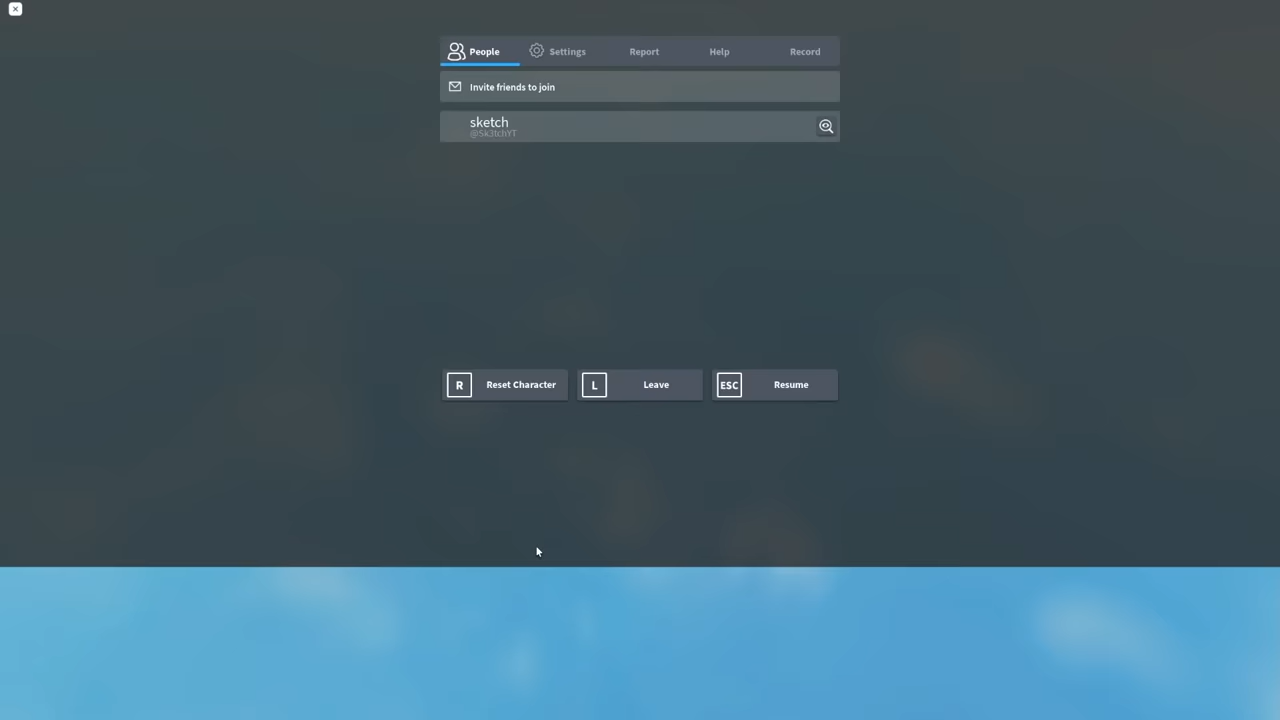 People
Settings
Report
Help
Record
Invite friends to join
sketch
@Sk3tchYT
R
Reset Character
L
Leave
ESC
Resume